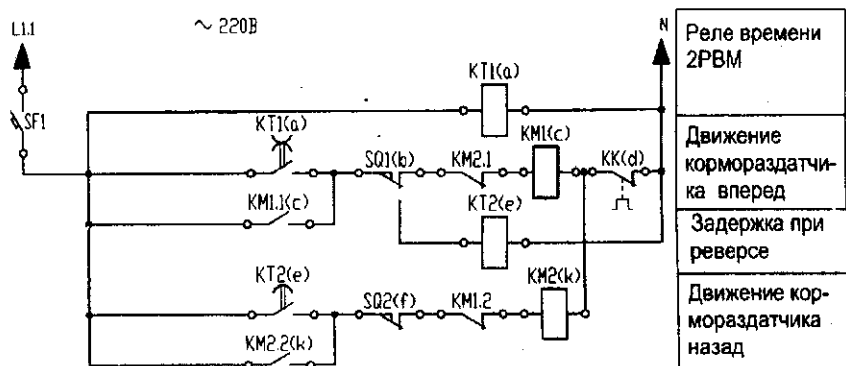 L1.1
~ 220В
N
Реле времени
2РВМ
KT1(a)
SF1
KT1(a)
SQ1(b)
KM2.1
KM1(c)
KK(d)
Движение
кормораздатчи-
ка вперед
KM1.1(c)
KT2(e)
Задержка при
реверсе
KT2(e)
SQ2(f)
KM1.2
KM2(k)
Движение кор-
мораздатчика
назад
KM2.2(k)